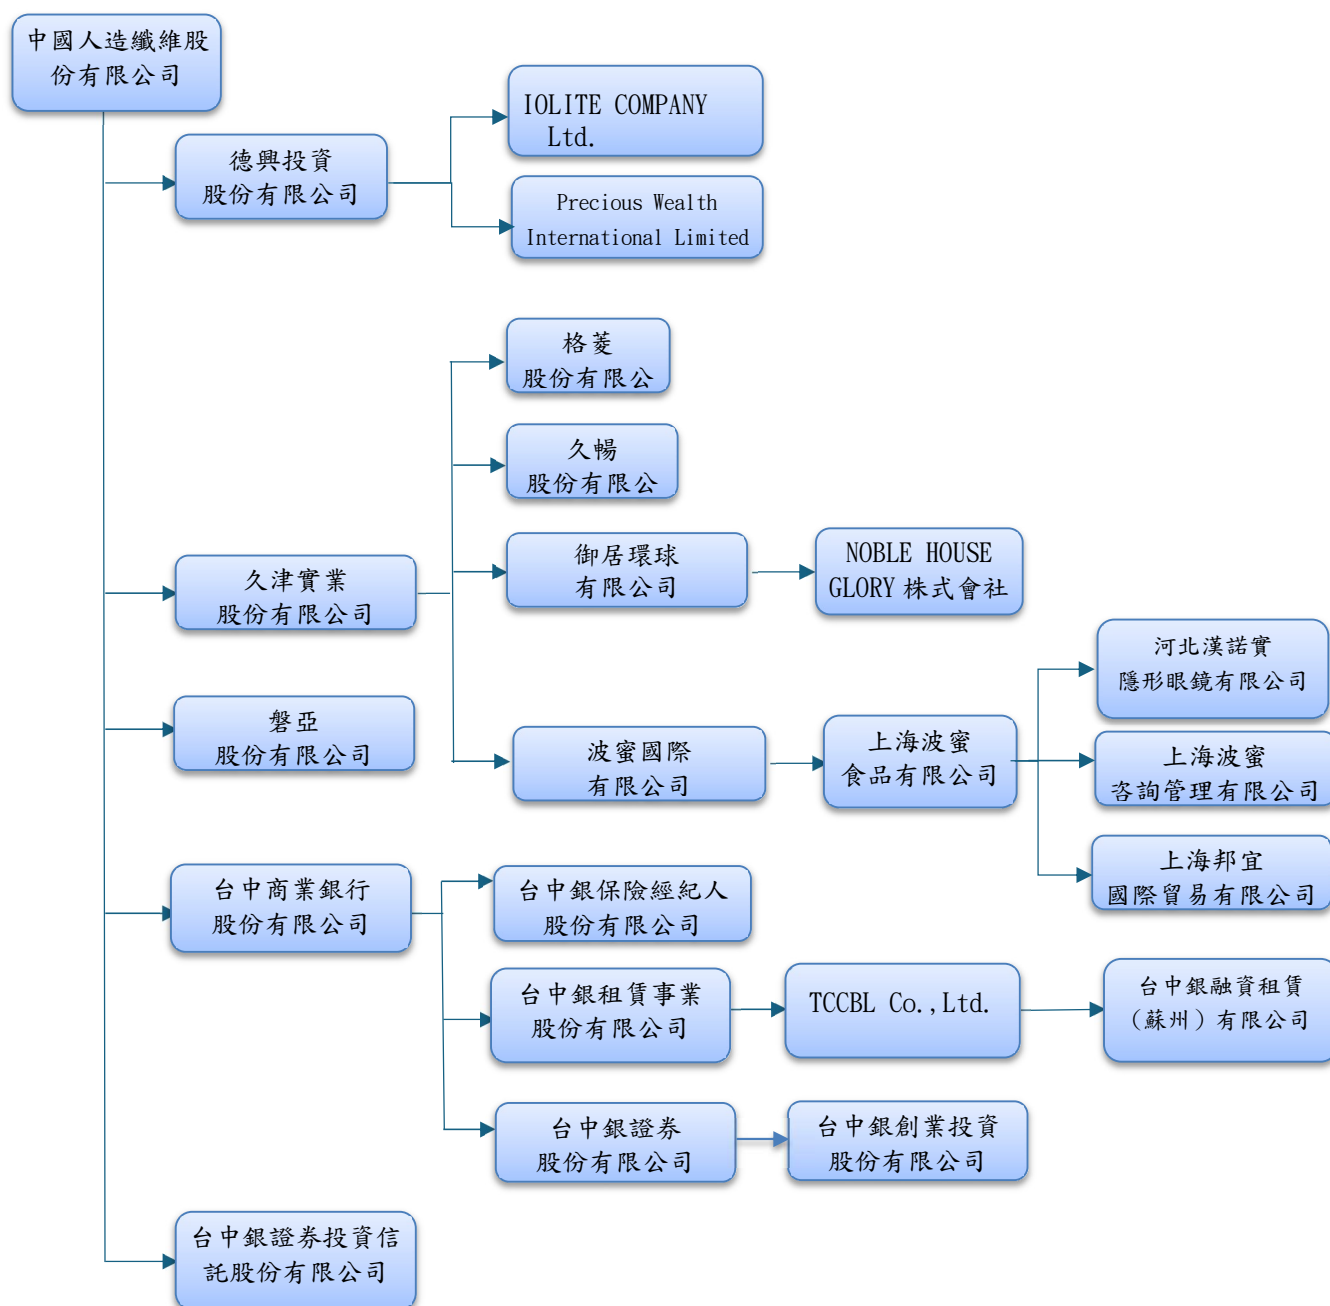 中國人造纖維股
份有限公司
IOLITE COMPANY
Ltd.
德興投資
股份有限公司
Precious Wealth
International Limited
格菱
股份有限公
久暢
股份有限公
久津實業
股份有限公司
御居環球
有限公司
NOBLE HOUSE
GLORY 株式會社
河北漢諾實
隱形眼鏡有限公司
磐亞
股份有限公司
波蜜國際
有限公司
上海波蜜
食品有限公司
上海波蜜
咨詢管理有限公司
上海邦宜
國際貿易有限公司
台中商業銀行
股份有限公司
台中銀保險經紀人
股份有限公司
台中銀租賃事業
股份有限公司
TCCBL Co.,Ltd.
台中銀融資租賃
（蘇州）有限公司
台中銀證券
股份有限公司
台中銀創業投資
股份有限公司
台中銀證券投資信
託股份有限公司